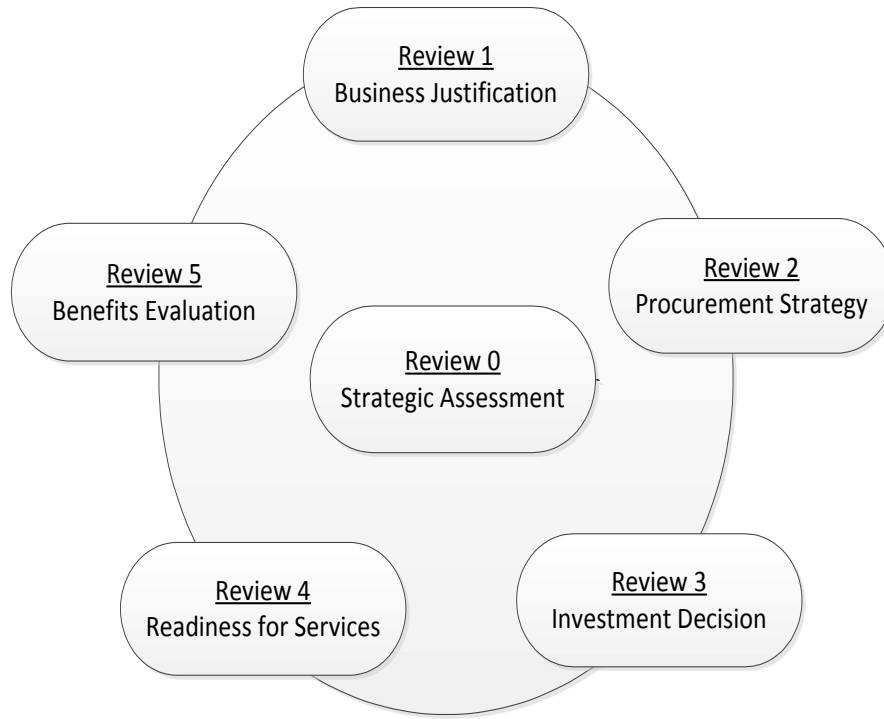 Review 1
Business Justification
Review 5
Benefits Evaluation
Review 2
Procurement Strategy
Review 0
Strategic Assessment
Review 4
Readiness for Services
Review 3
Investment Decision